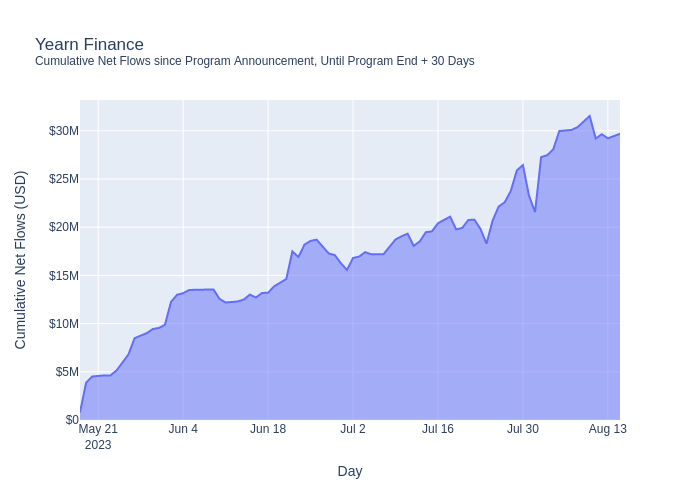 Yearn Finance
Cumulative Net Flows since Program Announcement, Until Program End + 30 Days
Cumulative Net Flows (USD)
$30M
$25M
$20M
$15M
$10M
$5M
$0
May 21 Jun 4 Jun 18 Jul 2 Jul 16 Jul 30 Aug 13
2023
Day